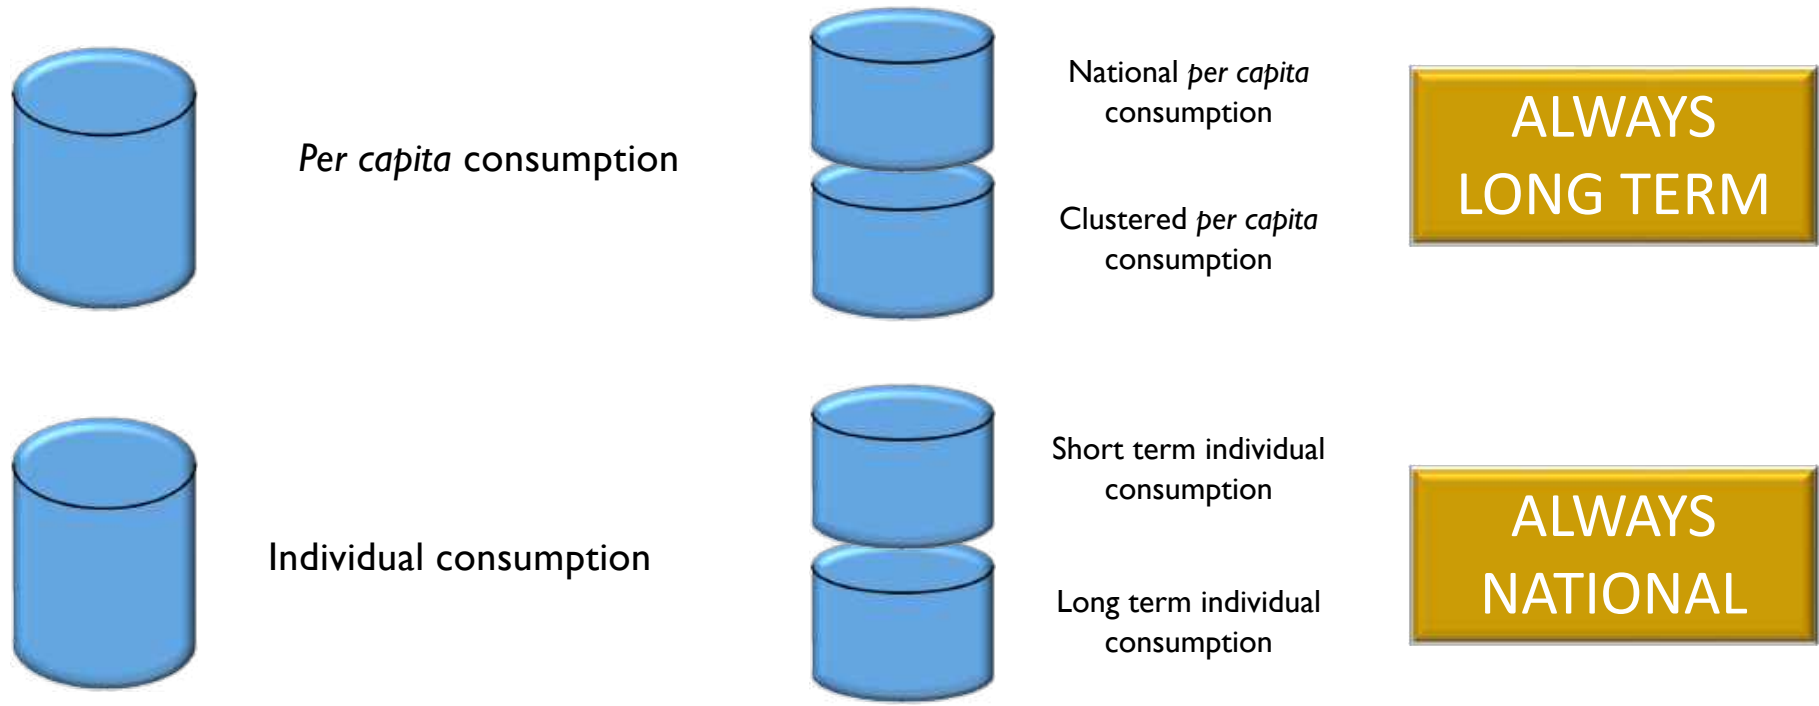 Per capita consumption
National per capita
consumption
Clustered per capita
consumption
ALWAYS
LONG TERM
Individual consumption
Short term individual
consumption
Long term individual
consumption
ALWAYS
NATIONAL